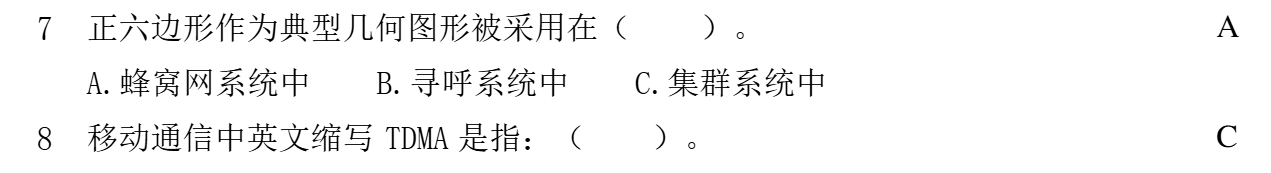 7 正六边形作为典型几何图形被采用在（ ）。 A
A.蜂窝网系统中 B.寻呼系统中 C.集群系统中
8 移动通信中英文缩写 TDMA 是指：（ ）。 C